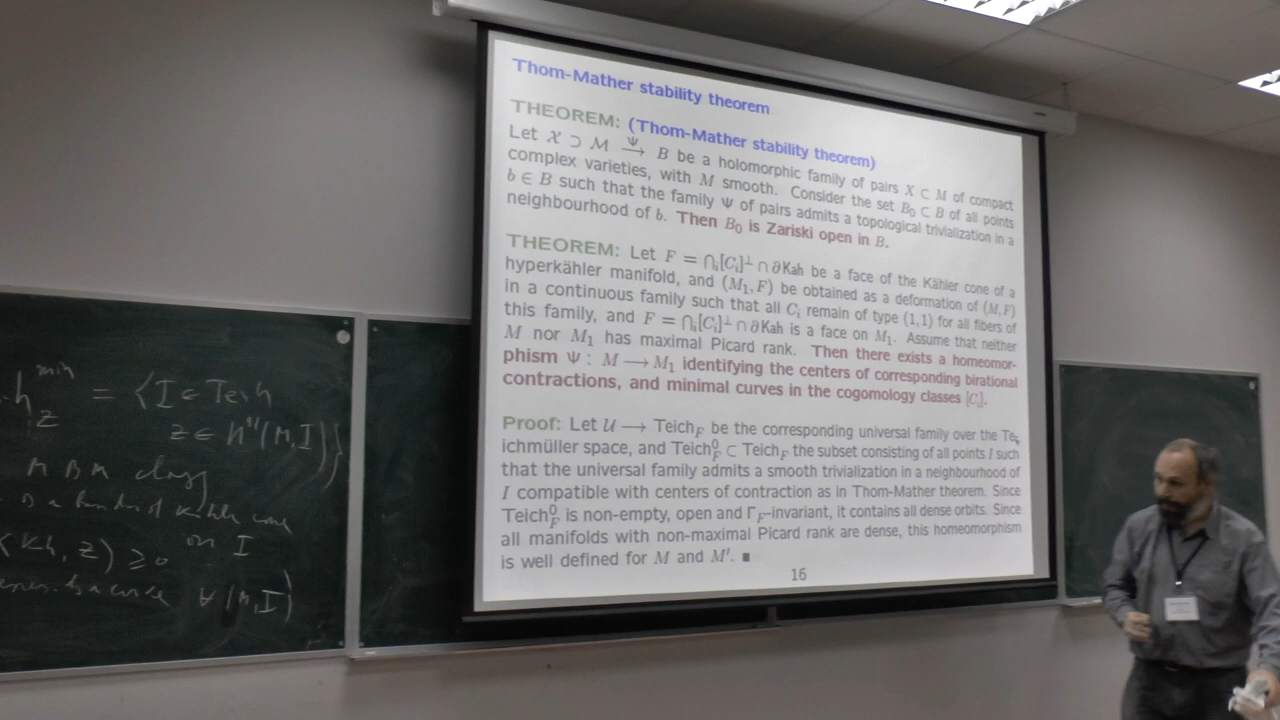 Thom-Mather stability theorem
THEOREM: (Thom-Mather stability theorem)
Let 𝒳 ⊃ ℳ →^Ψ B be a holomorphic family of pairs X ⊂ M of compact
complex varieties, with M smooth. Consider the set B₀ ⊂ B of all points
b ∈ B such that the family Ψ of pairs admits a topological trivialization in a
neighbourhood of b. Then B₀ is Zariski open in B.
THEOREM: Let F = ⋂ᵢ[Cᵢ]^⊥ ∩ ∂Kah be a face of the Kähler cone of a
hyperkähler manifold, and (M₁, F) be obtained as a deformation of (M, F)
in a continuous family such that all Cᵢ remain of type (1,1) for all fibers of
this family, and F = ⋂ᵢ[Cᵢ]^⊥ ∩ ∂Kah is a face on M₁. Assume that neither
M nor M₁ has maximal Picard rank. Then there exists a homeomor-
phism Ψ : M → M₁ identifying the centers of corresponding birational
contractions, and minimal curves in the cogomology classes [Cᵢ].
Proof: Let 𝒰 → Teich_F be the corresponding universal family over the Te-
ichmüller space, and Teich⁰_F ⊂ Teich_F the subset consisting of all points I such
that the universal family admits a smooth trivialization in a neighbourhood of
I compatible with centers of contraction as in Thom-Mather theorem. Since
Teich⁰_F is non-empty, open and Γ_F-invariant, it contains all dense orbits. Since
all manifolds with non-maximal Picard rank are dense, this homeomorphism
is well defined for M and M′. ■
16
min
h_z = {I ∈ Teich
z ∈ H^{11}(M,I)}
MBM class
is a
on I
z) ≥ 0
∀ (M,I)